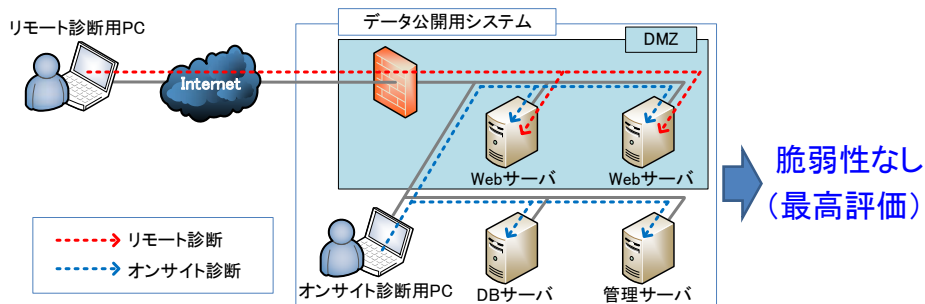 データ公開用システム
リモート診断用PC
DMZ
Internet
Webサーバ
Webサーバ
脆弱性なし
(最高評価)
リモート診断
オンサイト診断
オンサイト診断用PC
DBサーバ
管理サーバ